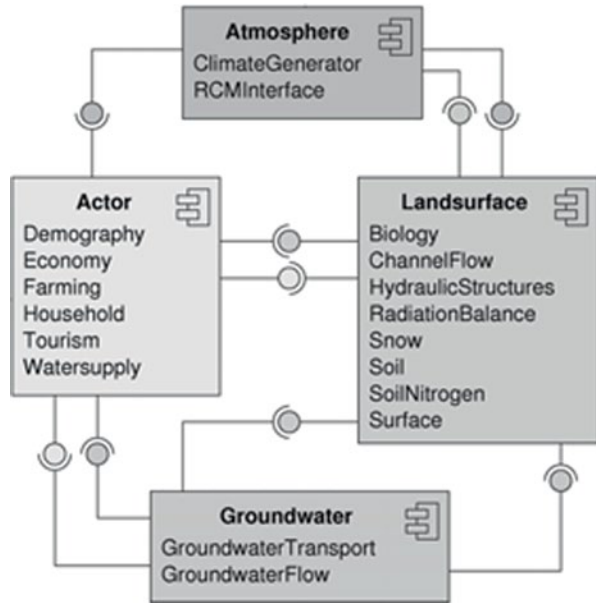 Atmosphere
ClimateGenerator
RCMInterface
Actor
Demography
Economy
Farming
Household
Tourism
Watersupply
Landsurface
Biology
ChannelFlow
HydraulicStructures
RadiationBalance
Snow
Soil
SoilNitrogen
Surface
Groundwater
GroundwaterTransport
GroundwaterFlow